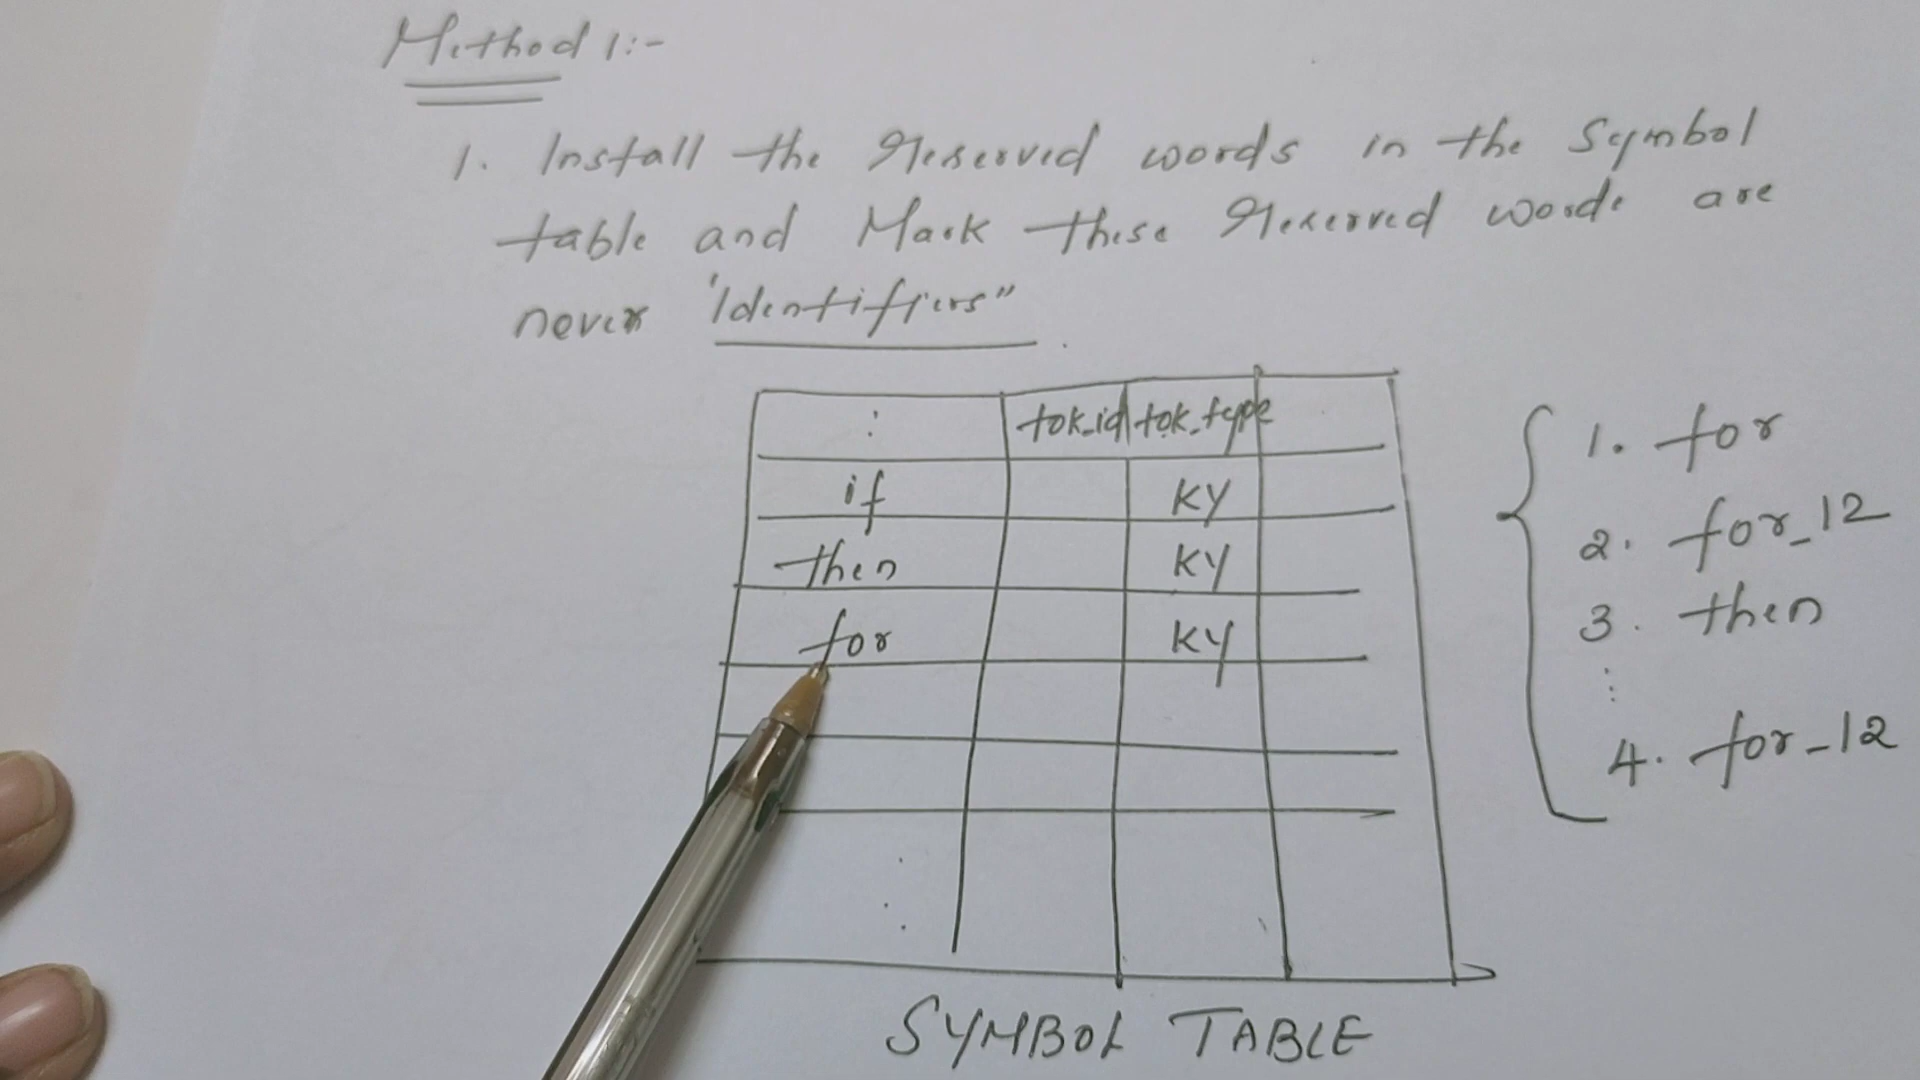 Method 1:-
1. Install the reserved words in the Symbol
table and Mark these reserved words are
never 'Identifiers"
: tok_id tok_type
if KY
then KY
for KY
SYMBOL TABLE
1. for
2. for_12
3. then
⋮
4. for_12